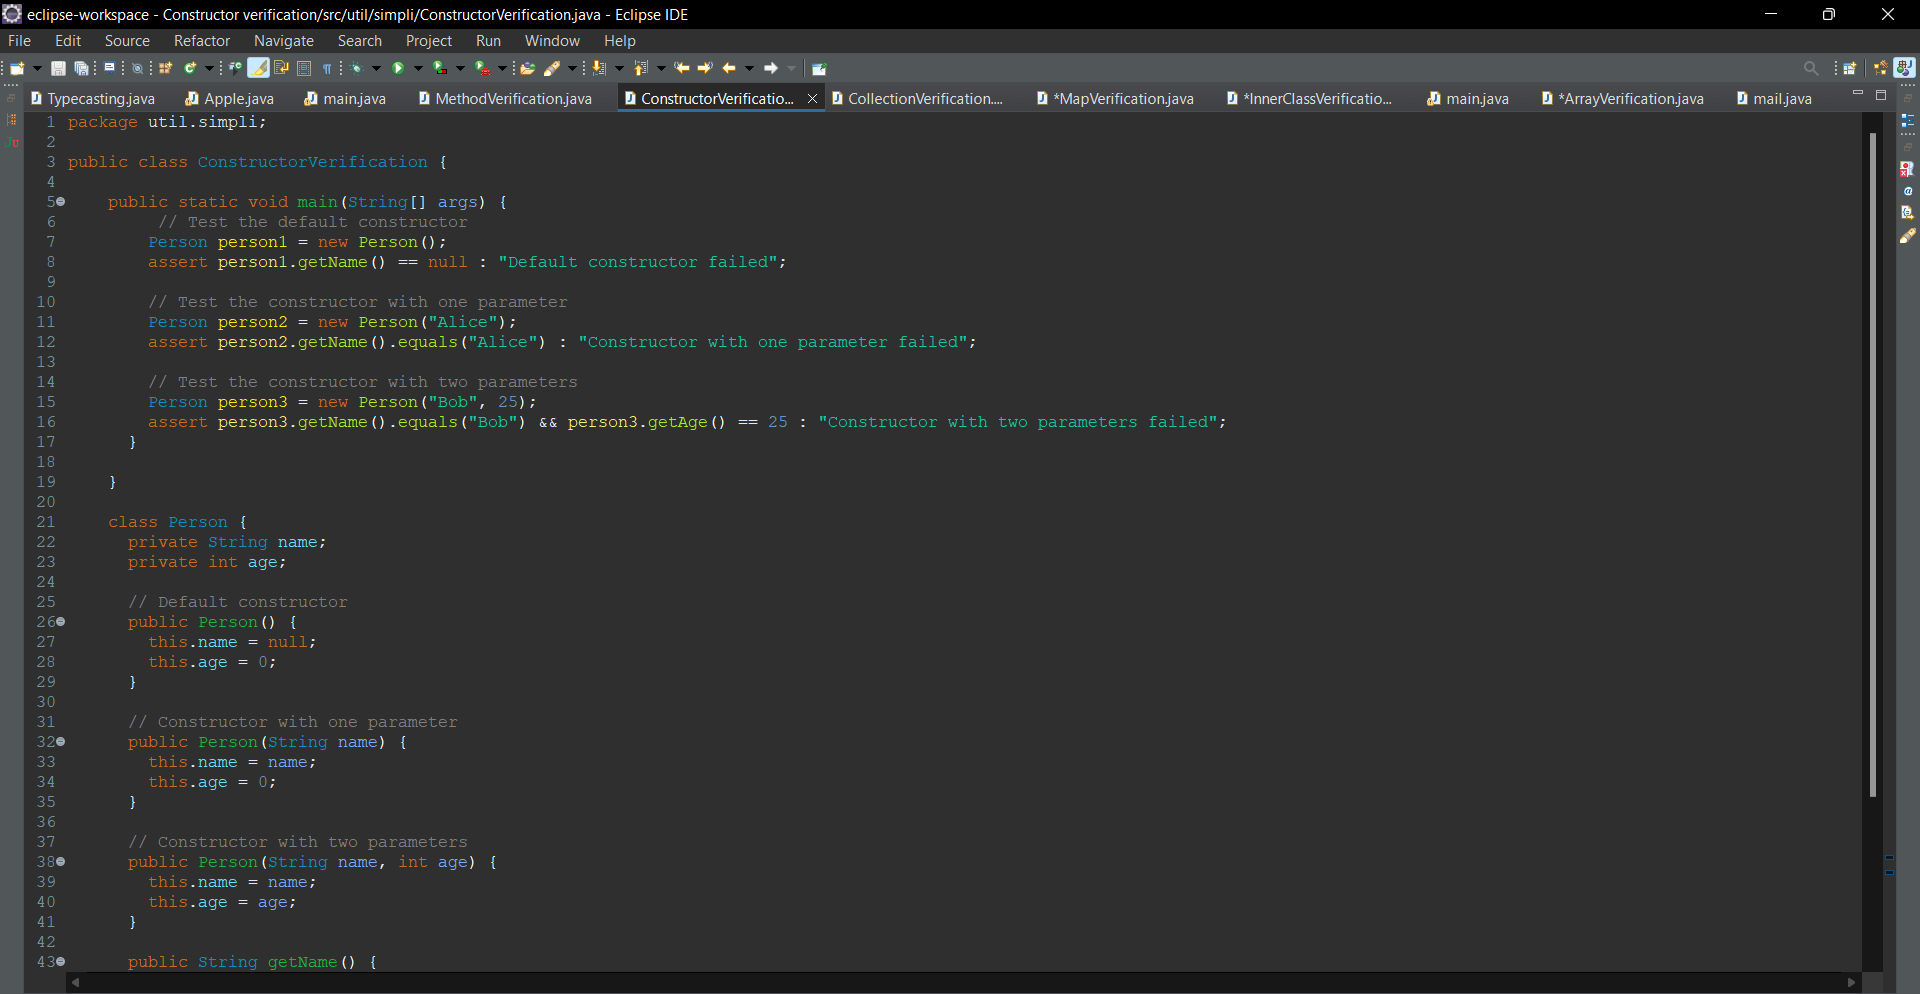 eclipse-workspace - Constructor verification/src/util/simpli/ConstructorVerification.java - Eclipse IDE
File Edit Source Refactor Navigate Search Project Run Window Help
Typecasting.java Apple.java main.java MethodVerification.java ConstructorVerificatio... CollectionVerification.... *MapVerification.java *InnerClassVerificatio... main.java *ArrayVerification.java mail.java
1 package util.simpli;
2
3 public class ConstructorVerification {
4
5 public static void main(String[] args) {
6 // Test the default constructor
7 Person person1 = new Person();
8 assert person1.getName() == null : "Default constructor failed";
9
10 // Test the constructor with one parameter
11 Person person2 = new Person("Alice");
12 assert person2.getName().equals("Alice") : "Constructor with one parameter failed";
13
14 // Test the constructor with two parameters
15 Person person3 = new Person("Bob", 25);
16 assert person3.getName().equals("Bob") && person3.getAge() == 25 : "Constructor with two parameters failed";
17 }
18
19 }
20
21 class Person {
22 private String name;
23 private int age;
24
25 // Default constructor
26 public Person() {
27 this.name = null;
28 this.age = 0;
29 }
30
31 // Constructor with one parameter
32 public Person(String name) {
33 this.name = name;
34 this.age = 0;
35 }
36
37 // Constructor with two parameters
38 public Person(String name, int age) {
39 this.name = name;
40 this.age = age;
41 }
42
43 public String getName() {